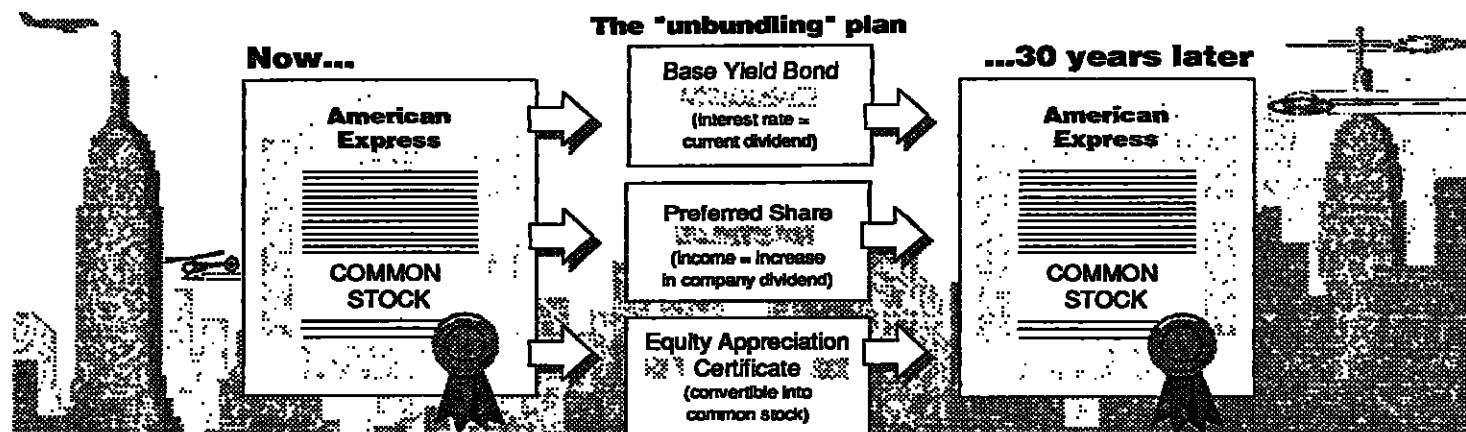 The "unbundling" plan
Now...
American
Express
COMMON
STOCK
Base Yield Bond
(interest rate =
current dividend)
Preferred Share
(income = increase
in company dividend)
Equity Appreciation
Certificate
(convertible into
common stock)
...30 years later
American
Express
COMMON
STOCK